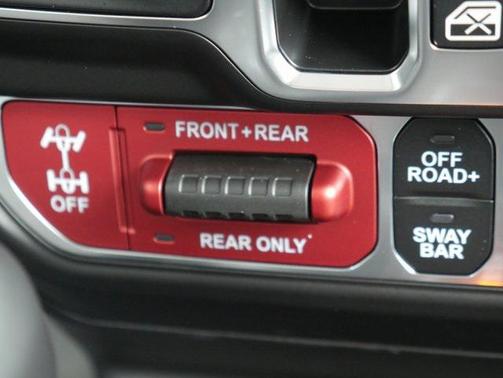 FRONT+REAR
OFF
REAR ONLY*
OFF
ROAD+
SWAY
BAR